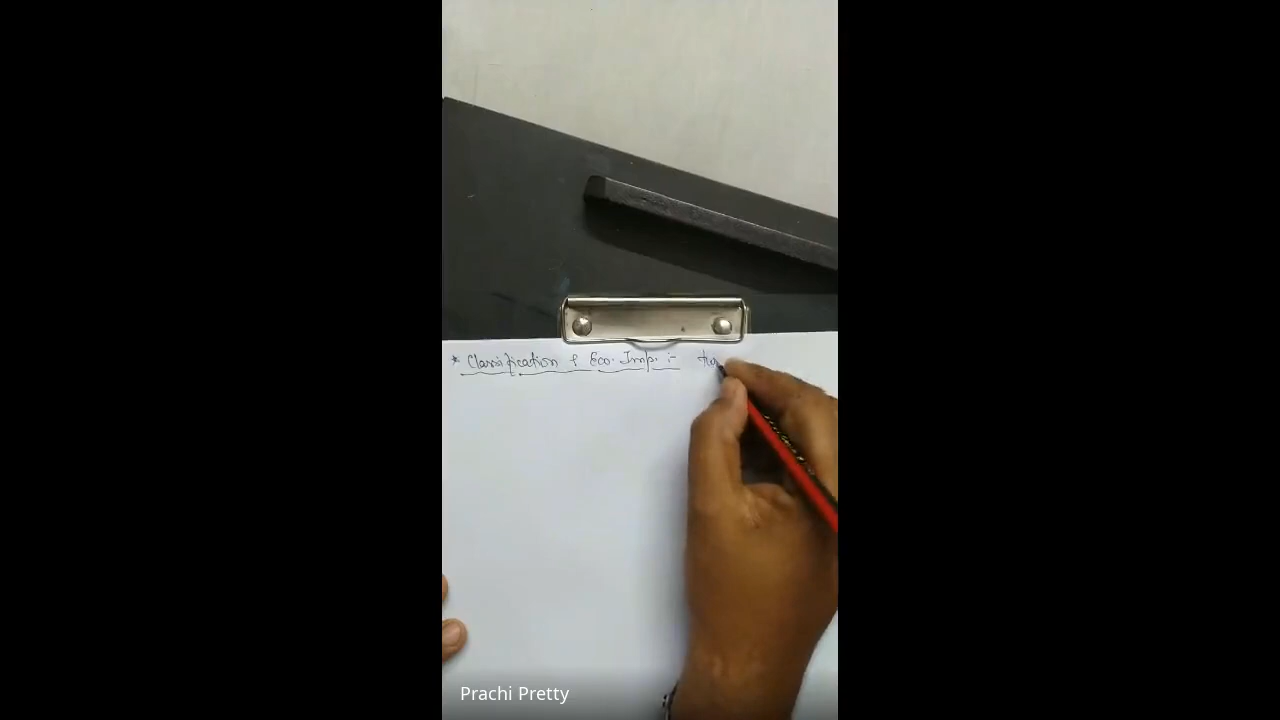 * Classification & Eco. Imp. :-
Prachi Pretty